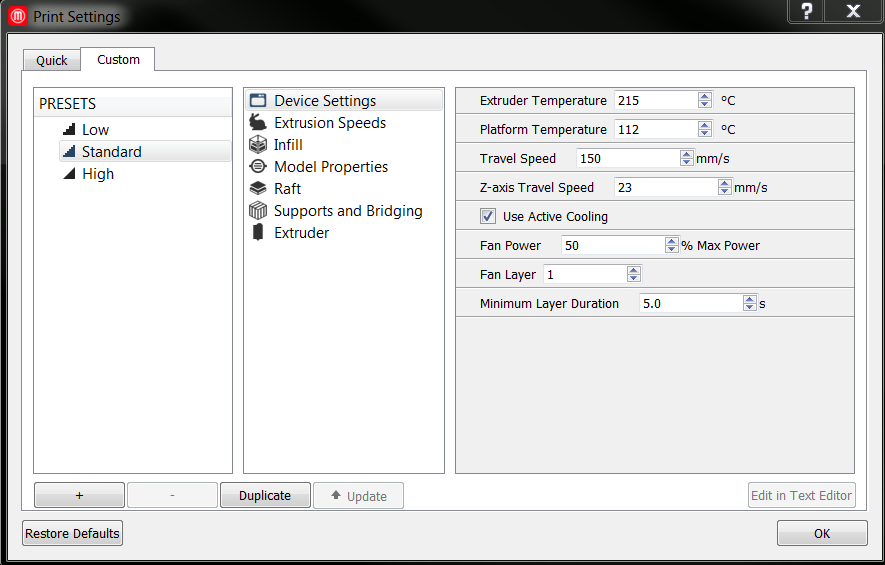 Print Settings
?
X
Quick
Custom
PRESETS
Low
Standard
High
Device Settings
Extrusion Speeds
Infill
Model Properties
Raft
Supports and Bridging
Extruder
Extruder Temperature 215 ºC
Platform Temperature 112 ºC
Travel Speed 150 mm/s
Z-axis Travel Speed 23 mm/s
Use Active Cooling
Fan Power 50 % Max Power
Fan Layer 1
Minimum Layer Duration 5.0 s
+
-
Duplicate
Update
Edit in Text Editor
Restore Defaults
OK